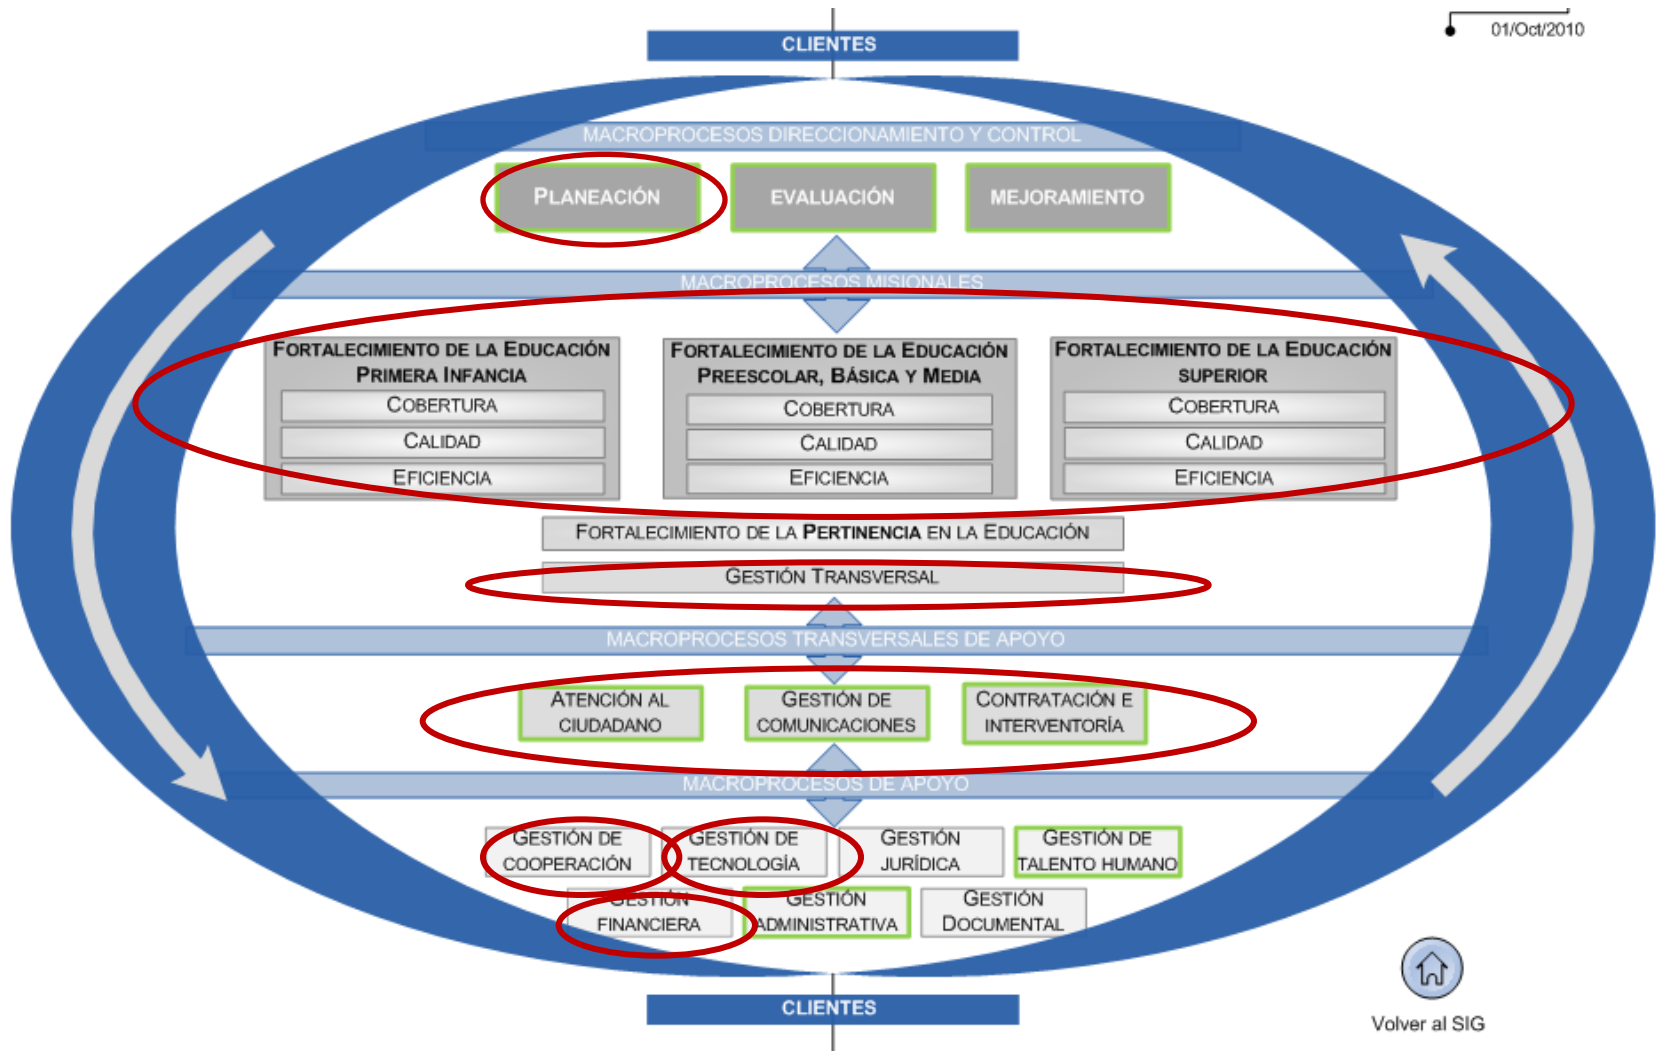 CLIENTES
01/Oct/2010
MACROPROCESOS DIRECCIONAMIENTO Y CONTROL
PLANEACIÓN
EVALUACIÓN
MEJORAMIENTO
MACROPROCESOS MISIONALES
FORTALECIMIENTO DE LA EDUCACIÓN
PRIMERA INFANCIA
COBERTURA
CALIDAD
EFICIENCIA
FORTALECIMIENTO DE LA EDUCACIÓN
PREESCOLAR, BÁSICA Y MEDIA
COBERTURA
CALIDAD
EFICIENCIA
FORTALECIMIENTO DE LA EDUCACIÓN
SUPERIOR
COBERTURA
CALIDAD
EFICIENCIA
FORTALECIMIENTO DE LA PERTINENCIA EN LA EDUCACIÓN
GESTIÓN TRANSVERSAL
MACROPROCESOS TRANSVERSALES DE APOYO
ATENCIÓN AL
CIUDADANO
GESTIÓN DE
COMUNICACIONES
CONTRATACIÓN E
INTERVENTORÍA
MACROPROCESOS DE APOYO
GESTIÓN DE
COOPERACIÓN
GESTIÓN DE
TECNOLOGÍA
GESTIÓN
JURÍDICA
GESTIÓN DE
TALENTO HUMANO
GESTIÓN
FINANCIERA
GESTIÓN
ADMINISTRATIVA
GESTIÓN
DOCUMENTAL
CLIENTES
Volver al SIG